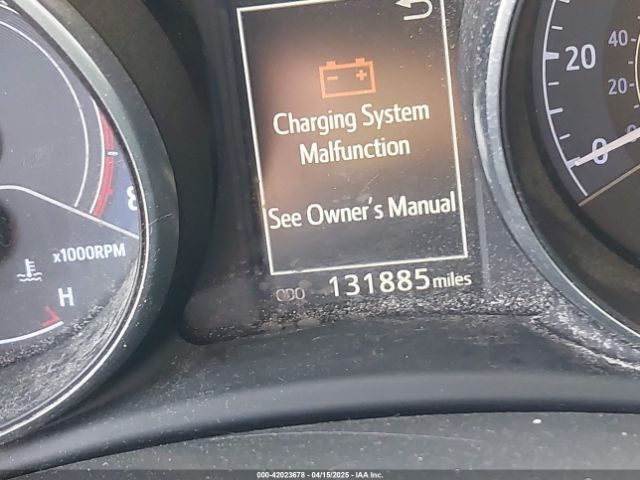 Charging System
Malfunction
See Owner's Manual
ODO 131885 miles
x1000RPM
8
H
40
20
20
0
0
000-42023678 - 04/15/2025 - IAA Inc.